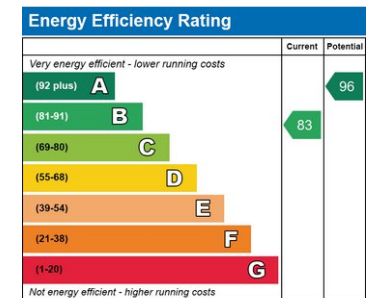 Energy Efficiency Rating
Current Potential
Very energy efficient - lower running costs
(92 plus) A 96
(81-91) B 83
(69-80) C
(55-68) D
(39-54) E
(21-38) F
(1-20) G
Not energy efficient - higher running costs